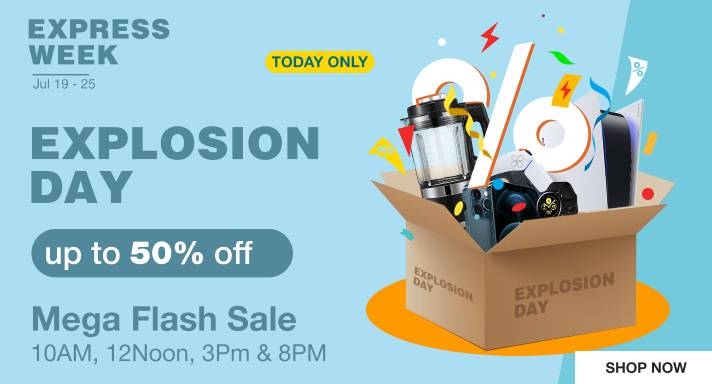 EXPRESS
WEEK
Jul 19 - 25
TODAY ONLY
EXPLOSION
DAY
up to 50% off
Mega Flash Sale
10AM, 12Noon, 3Pm & 8PM
%
%
EXPLOSION
DAY
EXPLOSION
DAY
SHOP NOW